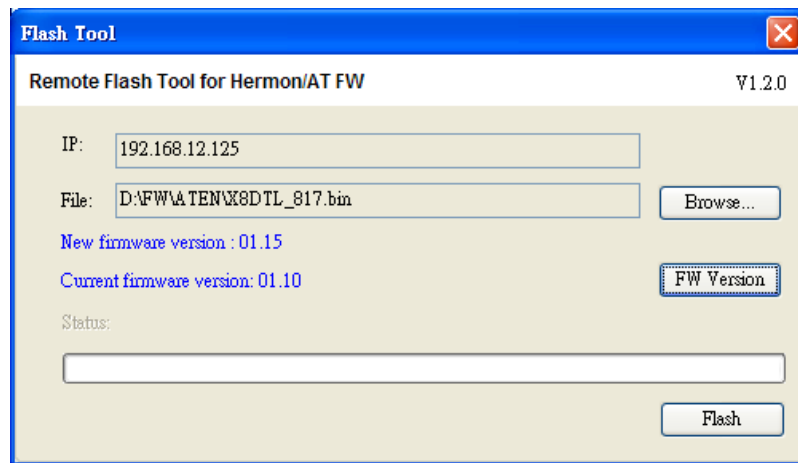 Flash Tool
Remote Flash Tool for Hermon/AT FW V1.2.0
IP: 192.168.12.125
File: D:\FW\ATEN\X8DTL_817.bin Browse...
New firmware version : 01.15
Current firmware version: 01.10 FW Version
Status:
Flash